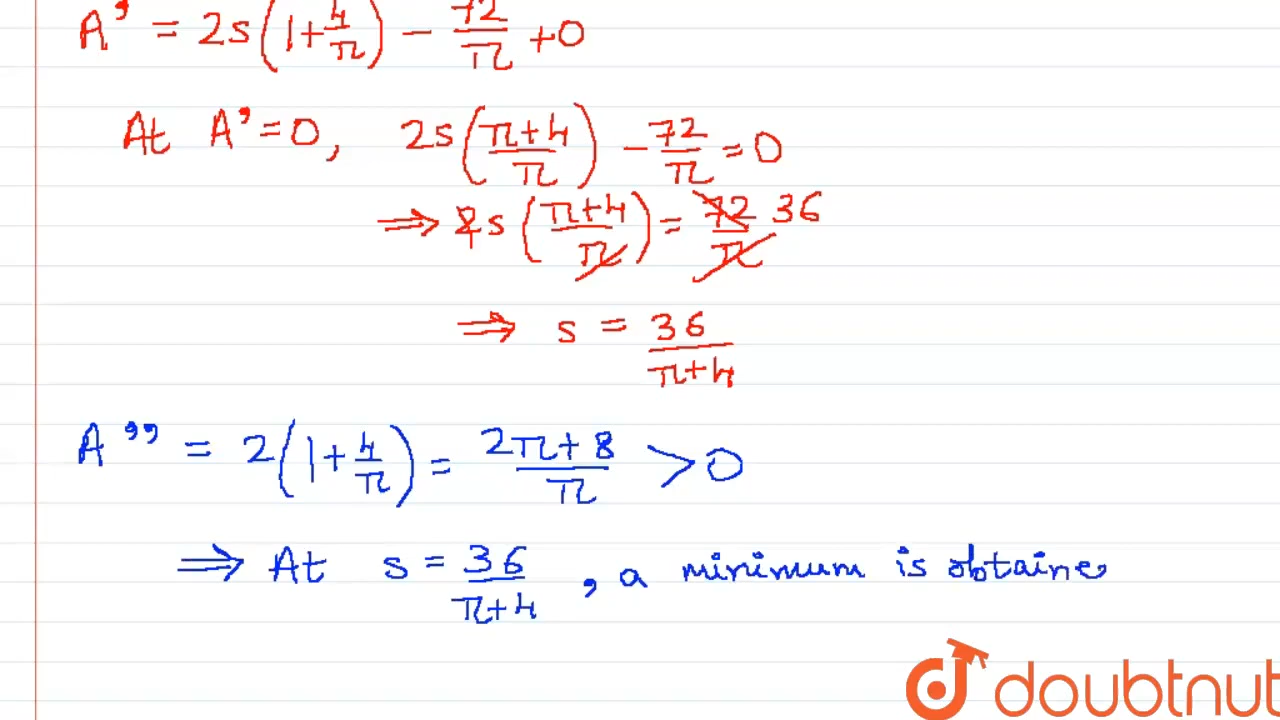 A' = 2s(1+4/π) - 72/π +0
At A'=0, 2s(π+4/π) - 72/π = 0
⇒ 2s(π+4/π) = 72/π 36
⇒ s = 36/π+4
A'' = 2(1+4/π) = 2π+8/π > 0
⇒ At s = 36/π+4 , a minimum is obtaine
doubtnut